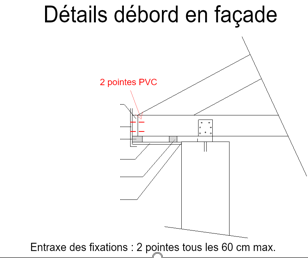 Détails débord en façade
2 pointes PVC
Entraxe des fixations : 2 pointes tous les 60 cm max.